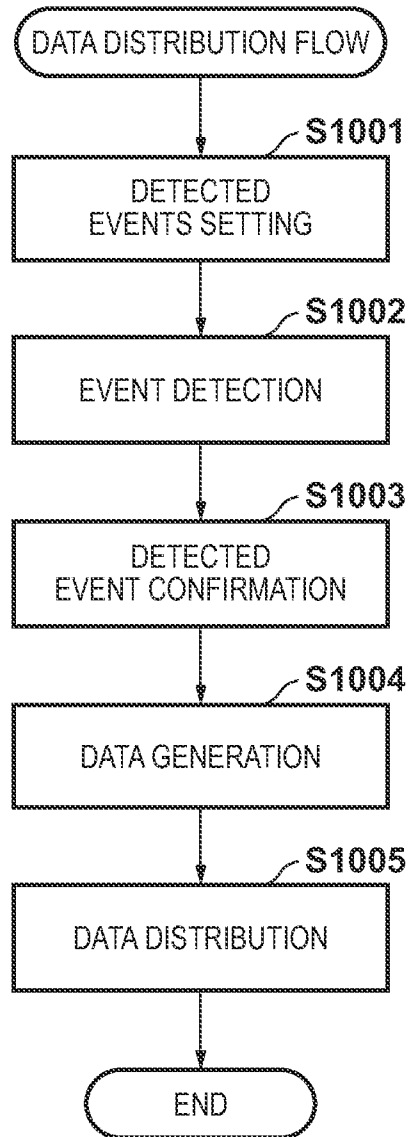 DATA DISTRIBUTION FLOW
S1001
DETECTED
EVENTS SETTING
S1002
EVENT DETECTION
S1003
DETECTED
EVENT CONFIRMATION
S1004
DATA GENERATION
S1005
DATA DISTRIBUTION
END